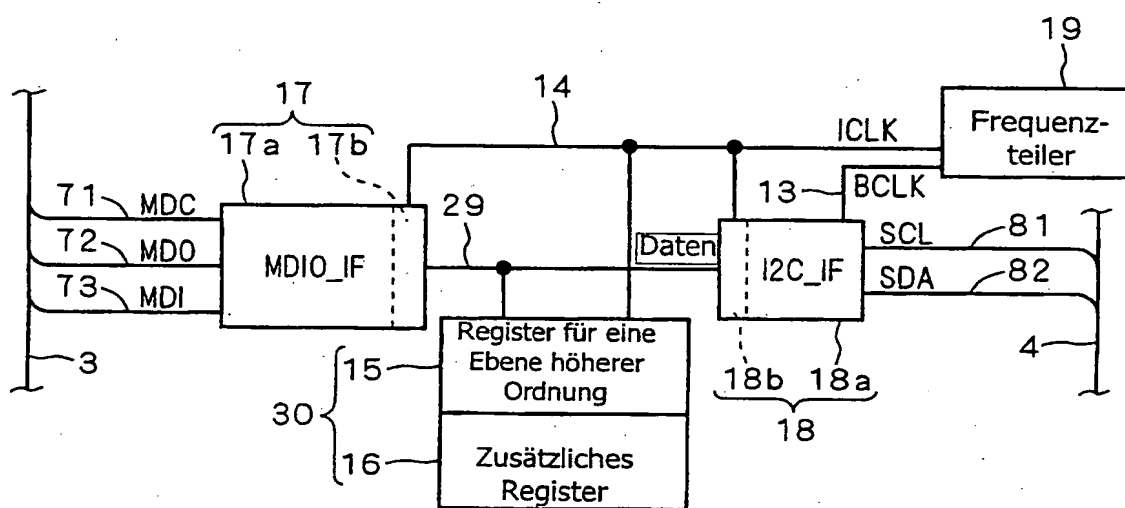 19
17
14
17a
17b
ICLK
Frequenz-
teiler
13
BCLK
71
MDC
29
SCL
81
72
MDO
MDIO_IF
Daten
I2C_IF
SDA
82
73
MDI
3
Register für eine
Ebene höherer
Ordnung
15
18b
18a
4
30
18
16
Zusätzliches
Register